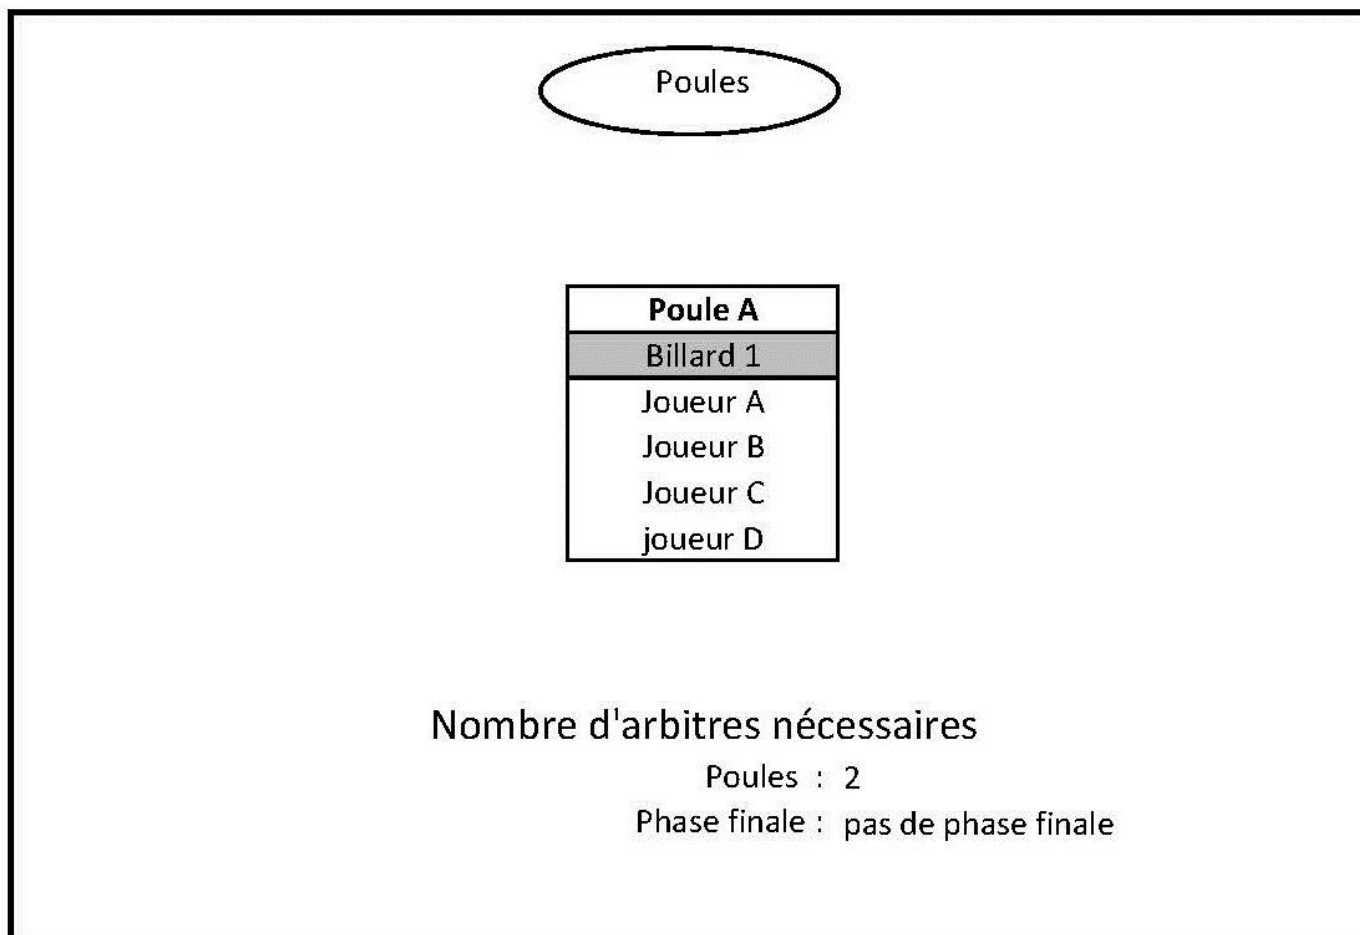 Poules
Poule A
Billard 1
Joueur A
Joueur B
Joueur C
joueur D
Nombre d'arbitres nécessaires
Poules : 2
Phase finale : pas de phase finale